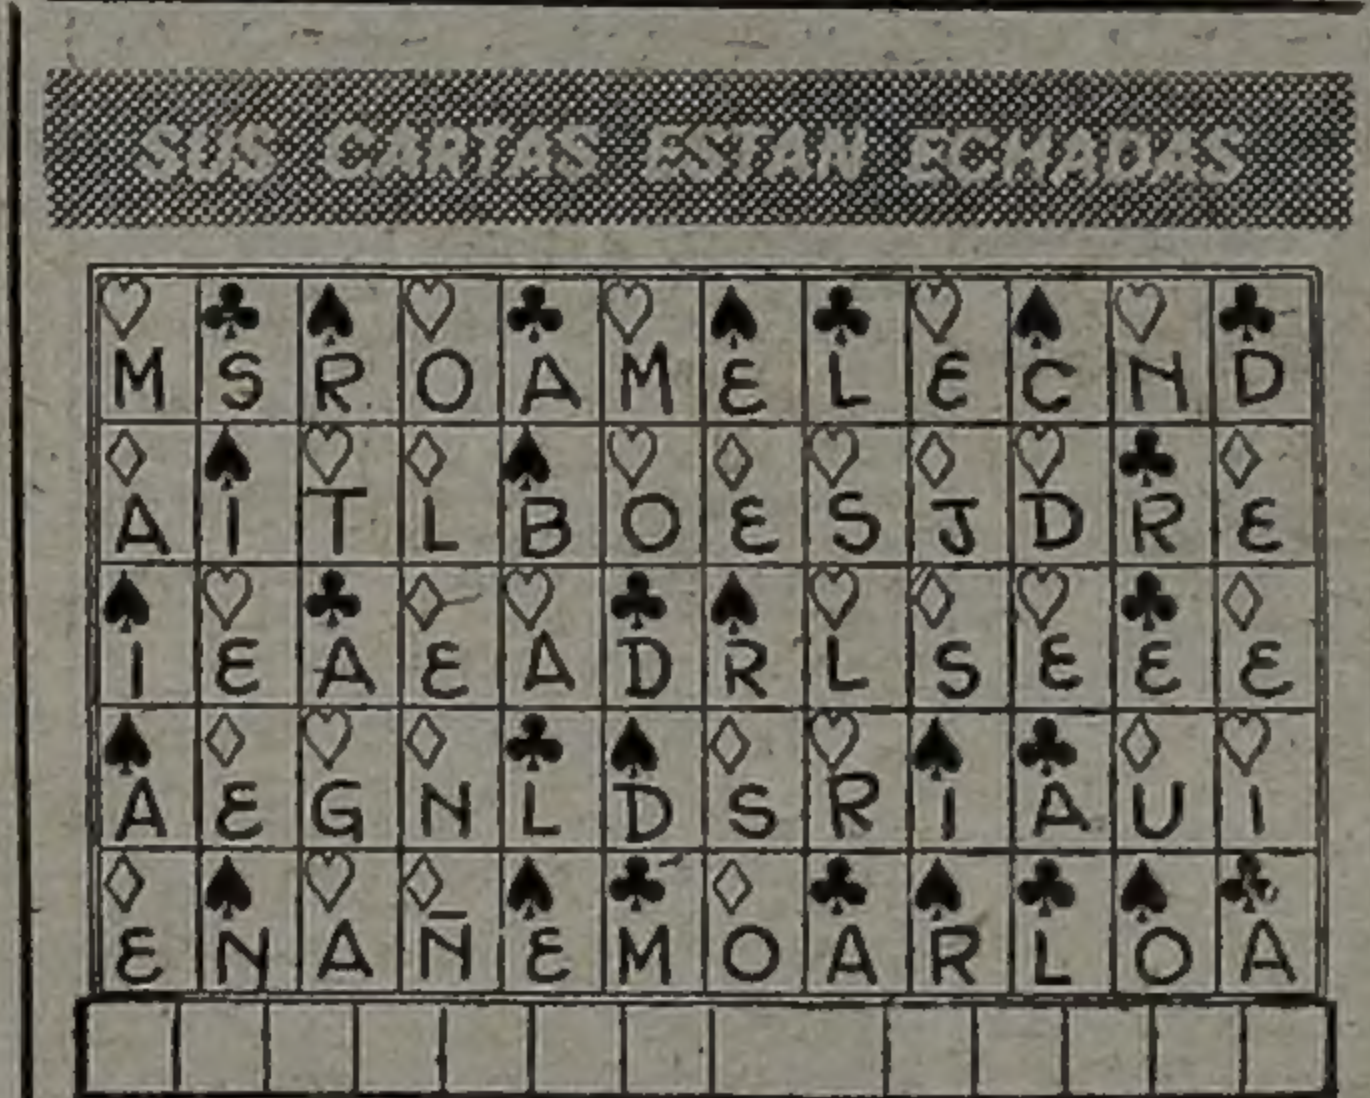 SUS CARTAS ESTAN ECHADAS
M S R O A M E L E C N D
A I T L B O E S J D R E
I E A E A D R L S E E E
A E G N L D S R I A U I
E N A Ñ E M O A R L O A